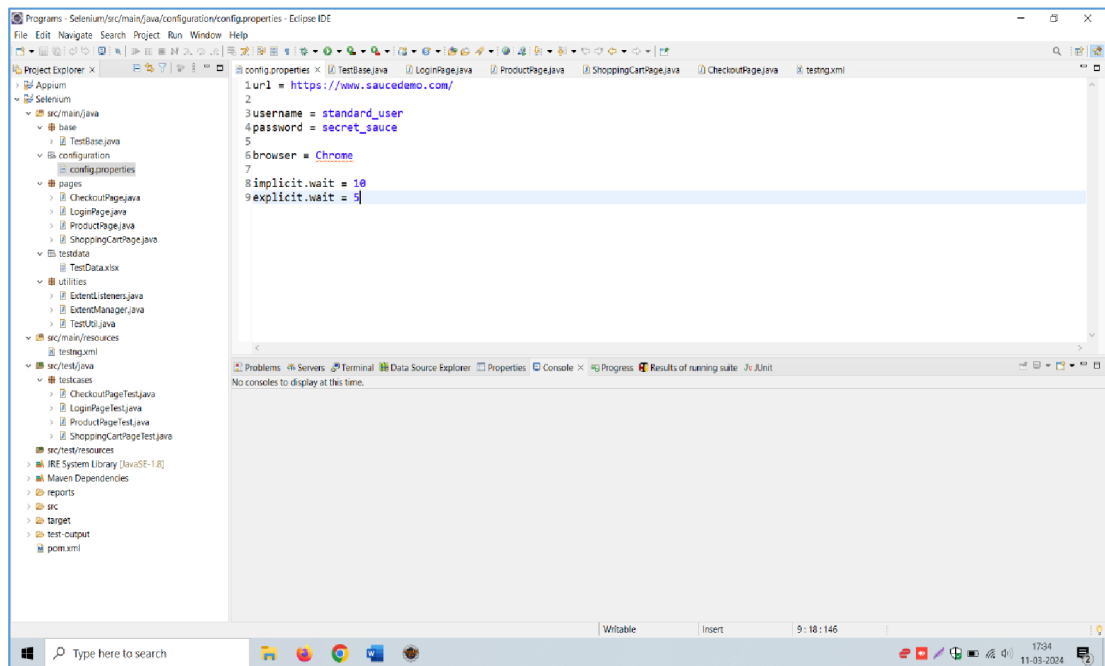 Programs - Selenium/src/main/java/configuration/config.properties - Eclipse IDE
File Edit Navigate Search Project Run Window Help
Project Explorer
config.properties TestBase.java LoginPage.java ProductPage.java ShoppingCartPage.java CheckoutPage.java testng.xml
Appium
Selenium
src/main/java
base
TestBase.java
configuration
config.properties
pages
CheckoutPage.java
LoginPage.java
ProductPage.java
ShoppingCartPage.java
testdata
TestData.xlsx
utilities
ExtentListeners.java
ExtentManager.java
TestUtil.java
src/main/resources
testng.xml
src/test/java
testcases
CheckoutPageTest.java
LoginPageTest.java
ProductPageTest.java
ShoppingCartPageTest.java
src/test/resources
JRE System Library [JavaSE-1.8]
Maven Dependencies
reports
src
target
test-output
pom.xml
1 url = https://www.saucedemo.com/
2
3 username = standard_user
4 password = secret_sauce
5
6 browser = Chrome
7
8 implicit.wait = 10
9 explicit.wait = 5
Problems Servers Terminal Data Source Explorer Properties Console Progress Results of running suite JUnit
No consoles to display at this time.
Writable Insert 9 : 18 : 146
Type here to search
17:34
11-03-2024
2